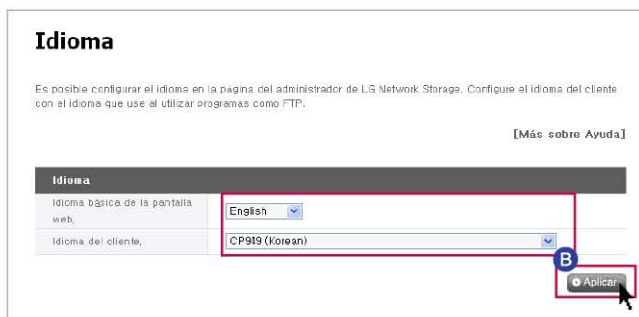 Idioma
Es posible configurar el idioma en la página del administrador de LG Network Storage. Configure el idioma del cliente
con el idioma que use al utilizar programas como FTP.
[Más sobre Ayuda]
Idioma
Idioma básica de la pantalla
web,
English
Idioma del cliente,
CP949 (Korean)
B
Aplicar